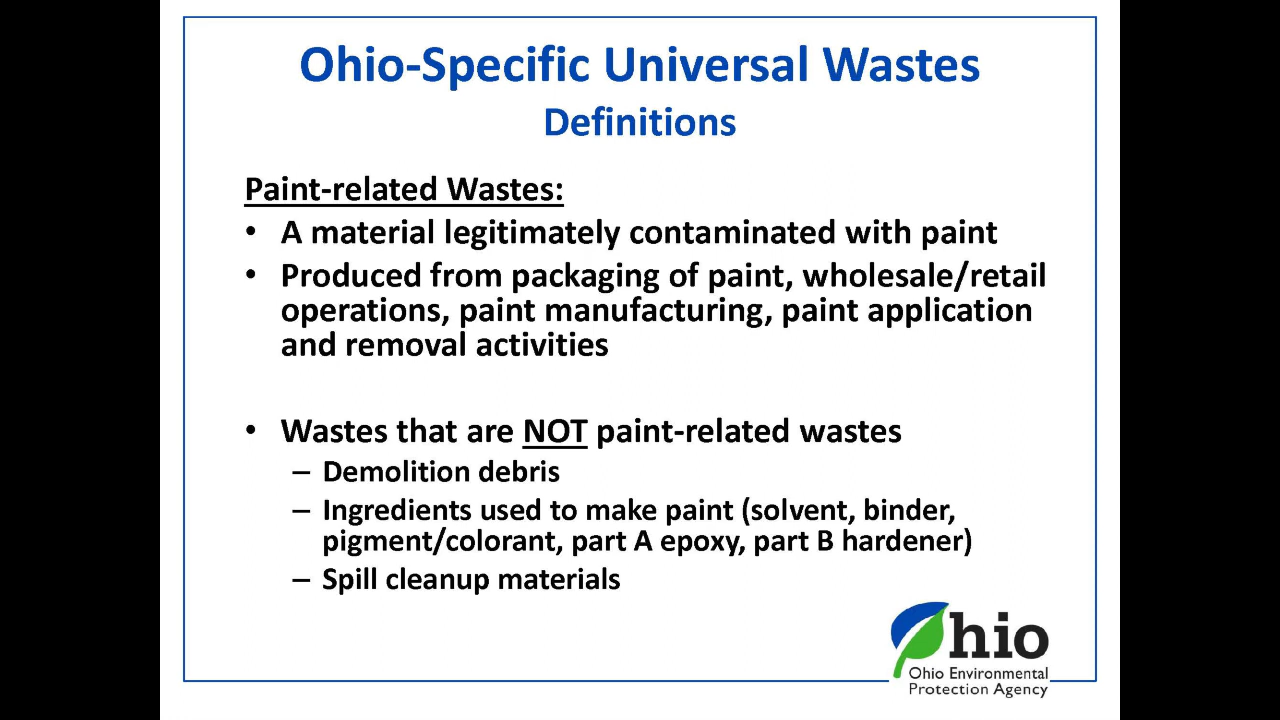 Ohio-Specific Universal Wastes
Definitions
Paint-related Wastes:
• A material legitimately contaminated with paint
• Produced from packaging of paint, wholesale/retail
operations, paint manufacturing, paint application
and removal activities
• Wastes that are NOT paint-related wastes
– Demolition debris
– Ingredients used to make paint (solvent, binder,
pigment/colorant, part A epoxy, part B hardener)
– Spill cleanup materials
Ohio
Ohio Environmental
Protection Agency